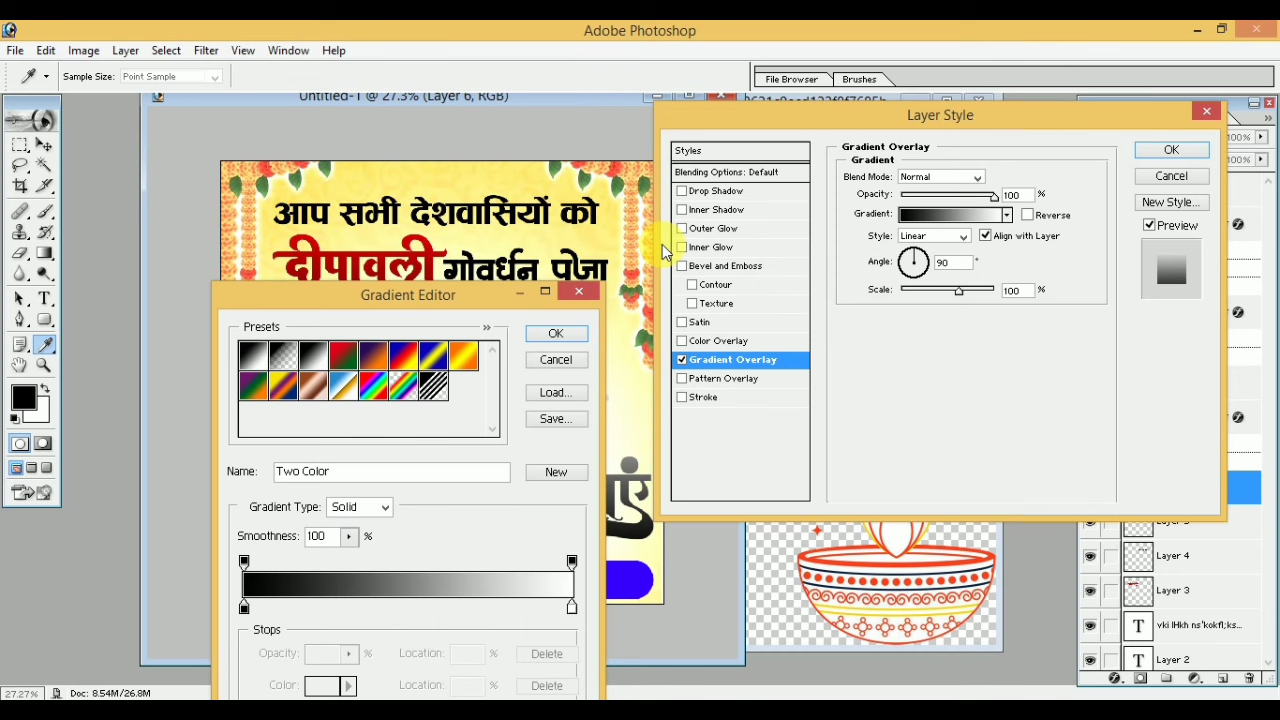 Adobe Photoshop
File Edit Image Layer Select Filter View Window Help
Sample Size: Point Sample
File Browser Brushes
Untitled-1 @ 27.3% (Layer 6, RGB)
आप सभी देशवासियों को
दीपावली गोवर्धन पूजा
Layer Style
Styles
Blending Options: Default
Drop Shadow
Inner Shadow
Outer Glow
Inner Glow
Bevel and Emboss
Contour
Texture
Satin
Color Overlay
Gradient Overlay
Pattern Overlay
Stroke
Gradient Overlay
Gradient
Blend Mode: Normal
Opacity: 100 %
Gradient: Reverse
Style: Linear Align with Layer
Angle: 90 °
Scale: 100 %
OK
Cancel
New Style...
Preview
Gradient Editor
Presets
OK
Cancel
Load...
Save...
Name: Two Color New
Gradient Type: Solid
Smoothness: 100 %
Stops
Opacity: % Location: % Delete
Color: Location: % Delete
Layer 4
Layer 3
vki lHkh ns'kokfl;ks...
Layer 2
27.27% Doc: 8.54M/26.8M